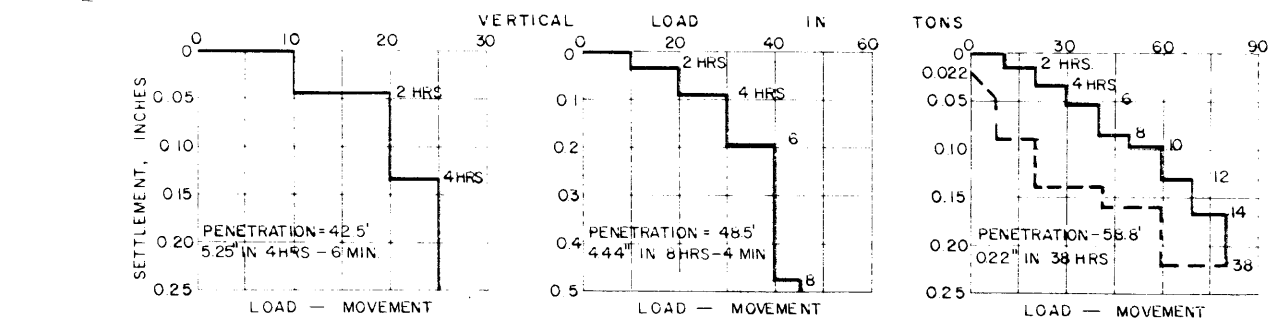 VERTICAL LOAD IN TONS
0 10 20 30
0 20 40 60
0 30 60 90
SETTLEMENT, INCHES
0
0.05
0.10
0.15
0.20
0.25
2 HRS
4 HRS
PENETRATION = 42.5'
5.25" IN 4 HRS - 6 MIN.
LOAD — MOVEMENT
0
0.1
0.2
0.3
0.4
0.5
2 HRS
4 HRS
6
8
PENETRATION = 48.5'
4.44" IN 8 HRS - 4 MIN
LOAD — MOVEMENT
0
0.022
0.05
0.10
0.15
0.20
0.25
2 HRS.
4 HRS
6
8
10
12
14
38
PENETRATION - 58.8'
0.22" IN 38 HRS
LOAD — MOVEMENT